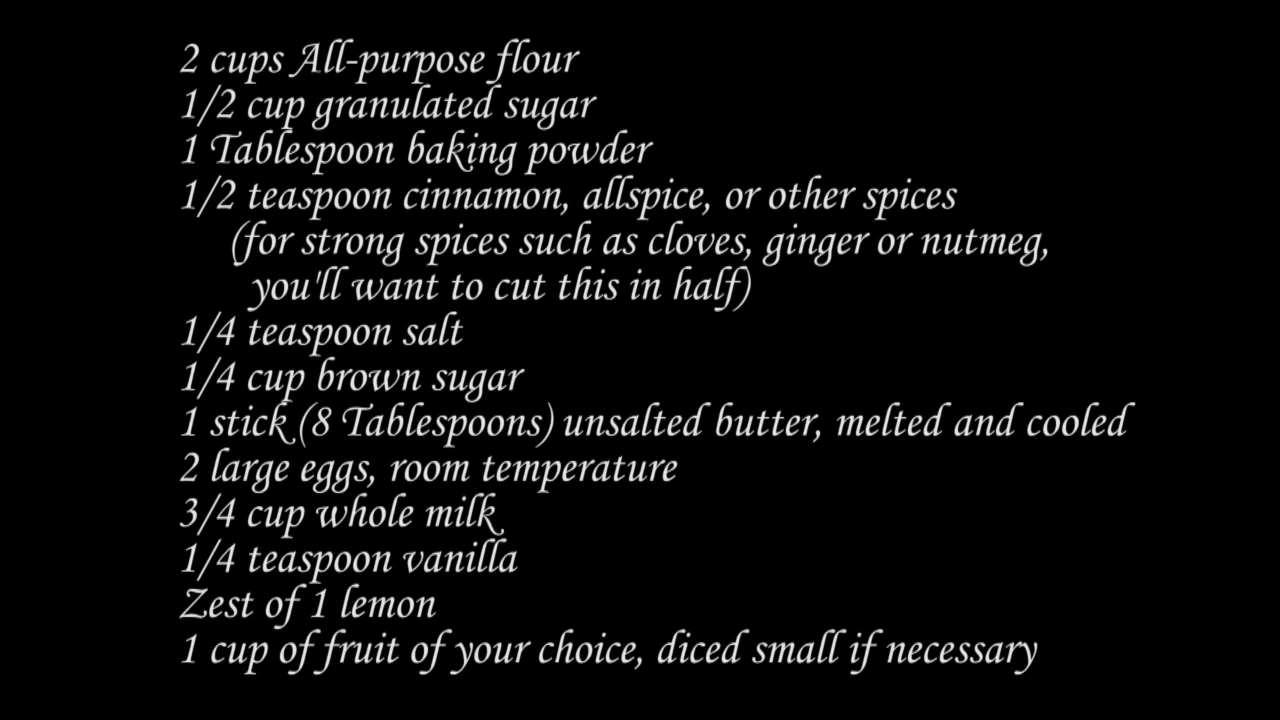 2 cups All-purpose flour
1/2 cup granulated sugar
1 Tablespoon baking powder
1/2 teaspoon cinnamon, allspice, or other spices
(for strong spices such as cloves, ginger or nutmeg,
you'll want to cut this in half)
1/4 teaspoon salt
1/4 cup brown sugar
1 stick (8 Tablespoons) unsalted butter, melted and cooled
2 large eggs, room temperature
3/4 cup whole milk
1/4 teaspoon vanilla
Zest of 1 lemon
1 cup of fruit of your choice, diced small if necessary